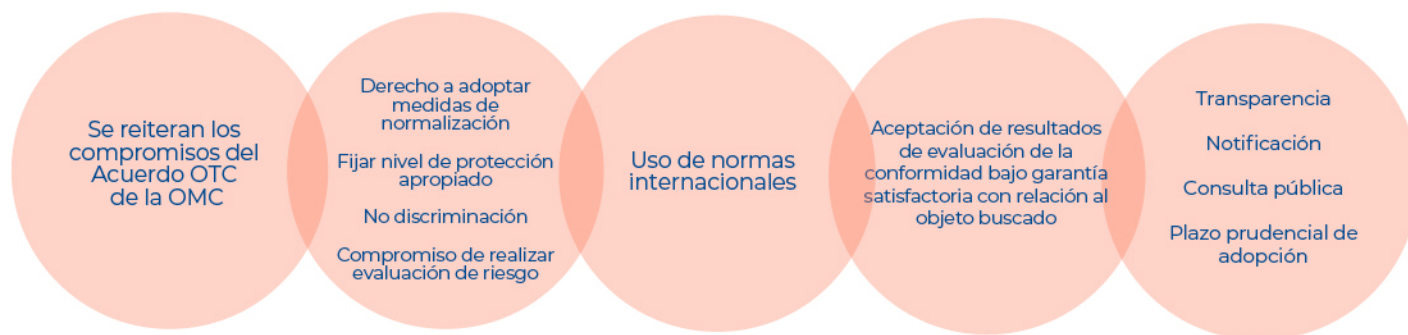 Se reiteran los
compromisos del
Acuerdo OTC
de la OMC
Derecho a adoptar
medidas de
normalización
Fijar nivel de protección
apropiado
No discriminación
Compromiso de realizar
evaluación de riesgo
Uso de normas
internacionales
Aceptación de resultados
de evaluación de la
conformidad bajo garantía
satisfactoria con relación al
objeto buscado
Transparencia
Notificación
Consulta pública
Plazo prudencial de
adopción